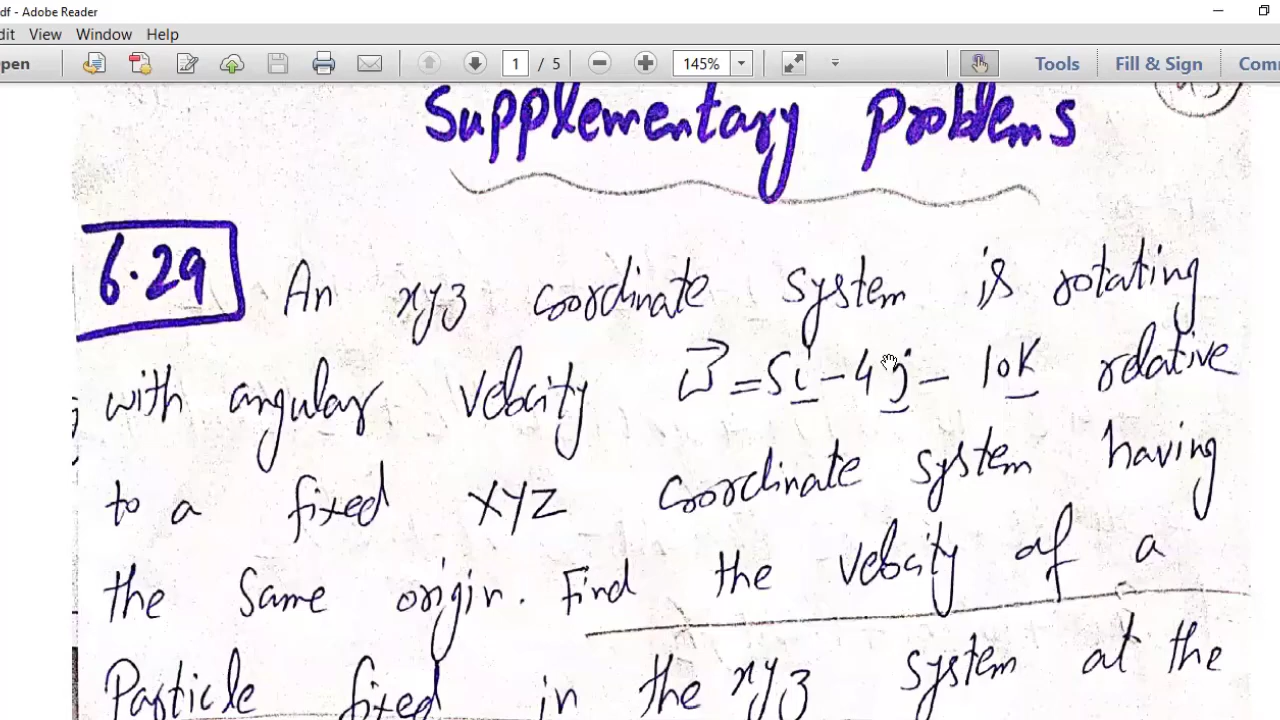 df - Adobe Reader
dit View Window Help
pen 1 / 5 145% Tools Fill & Sign Com
Supplementary Problems
6.29 An xyz coordinate system is rotating
with angular velocity ω = 5i - 4j - 10k relative
to a fixed XYZ coordinate system having
the same origin. Find the velocity of a
Particle fixed in the xyz system at the